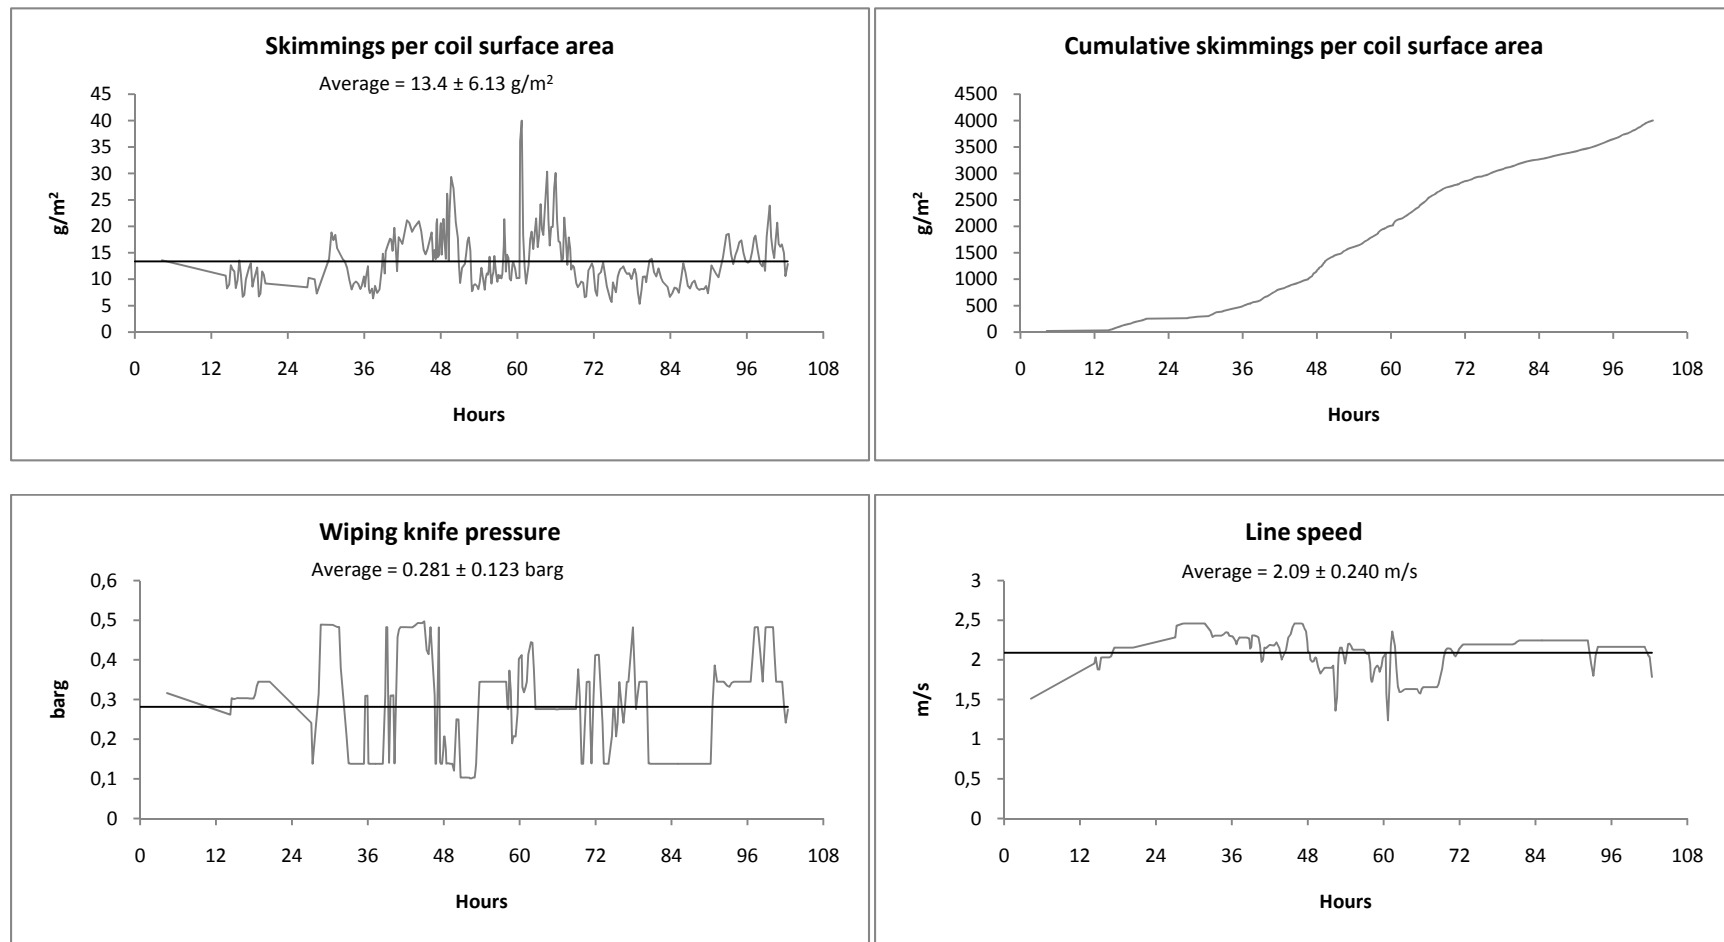 Skimmings per coil surface area
Average = 13.4 ± 6.13 g/m²
45
40
35
30
25
20
15
10
5
0
g/m²
0 12 24 36 48 60 72 84 96 108
Hours
Cumulative skimmings per coil surface area
4500
4000
3500
3000
2500
2000
1500
1000
500
0
g/m²
0 12 24 36 48 60 72 84 96 108
Hours
Wiping knife pressure
Average = 0.281 ± 0.123 barg
0,6
0,5
0,4
0,3
0,2
0,1
0
barg
0 12 24 36 48 60 72 84 96 108
Hours
Line speed
Average = 2.09 ± 0.240 m/s
3
2,5
2
1,5
1
0,5
0
m/s
0 12 24 36 48 60 72 84 96 108
Hours